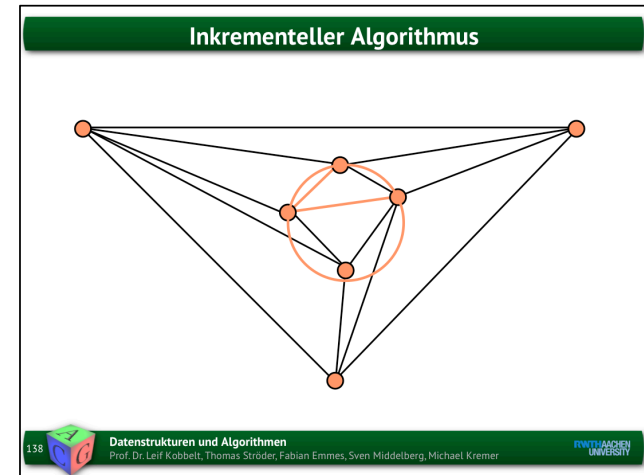 Inkrementeller Algorithmus
138
A
C
G
Datenstrukturen und Algorithmen
Prof. Dr. Leif Kobbelt, Thomas Ströder, Fabian Emmes, Sven Middelberg, Michael Kremer
RWTHAACHEN
UNIVERSITY